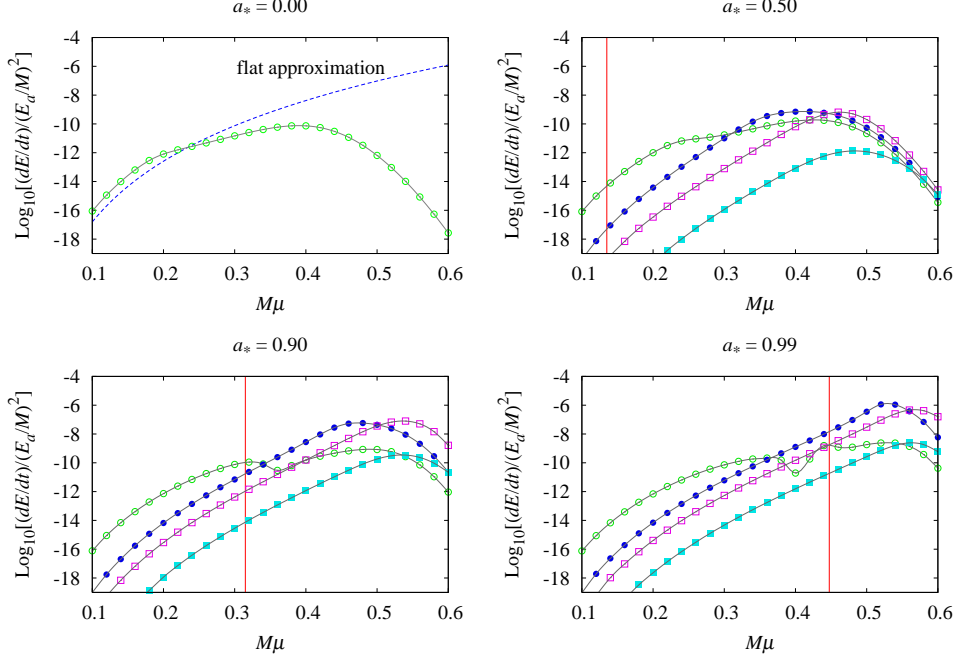 a* = 0.00
Log10[(dE/dt)/(Ea/M)^2]
-4
-6
-8
-10
-12
-14
-16
-18
flat approximation
0.1 0.2 0.3 0.4 0.5 0.6
Mμ
a* = 0.50
Log10[(dE/dt)/(Ea/M)^2]
-4
-6
-8
-10
-12
-14
-16
-18
0.1 0.2 0.3 0.4 0.5 0.6
Mμ
a* = 0.90
Log10[(dE/dt)/(Ea/M)^2]
-4
-6
-8
-10
-12
-14
-16
-18
0.1 0.2 0.3 0.4 0.5 0.6
Mμ
a* = 0.99
Log10[(dE/dt)/(Ea/M)^2]
-4
-6
-8
-10
-12
-14
-16
-18
0.1 0.2 0.3 0.4 0.5 0.6
Mμ